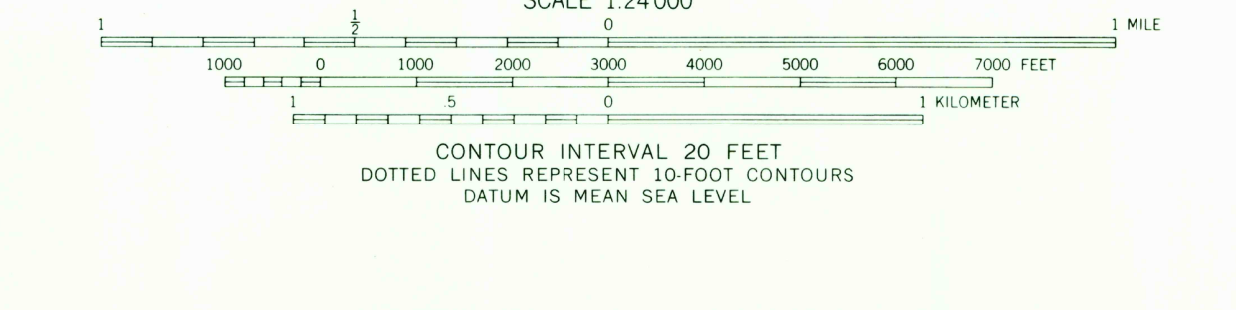 SCALE 1:24 000
1 1/2 0 1 MILE
1000 0 1000 2000 3000 4000 5000 6000 7000 FEET
1 .5 0 1 KILOMETER
CONTOUR INTERVAL 20 FEET
DOTTED LINES REPRESENT 10-FOOT CONTOURS
DATUM IS MEAN SEA LEVEL